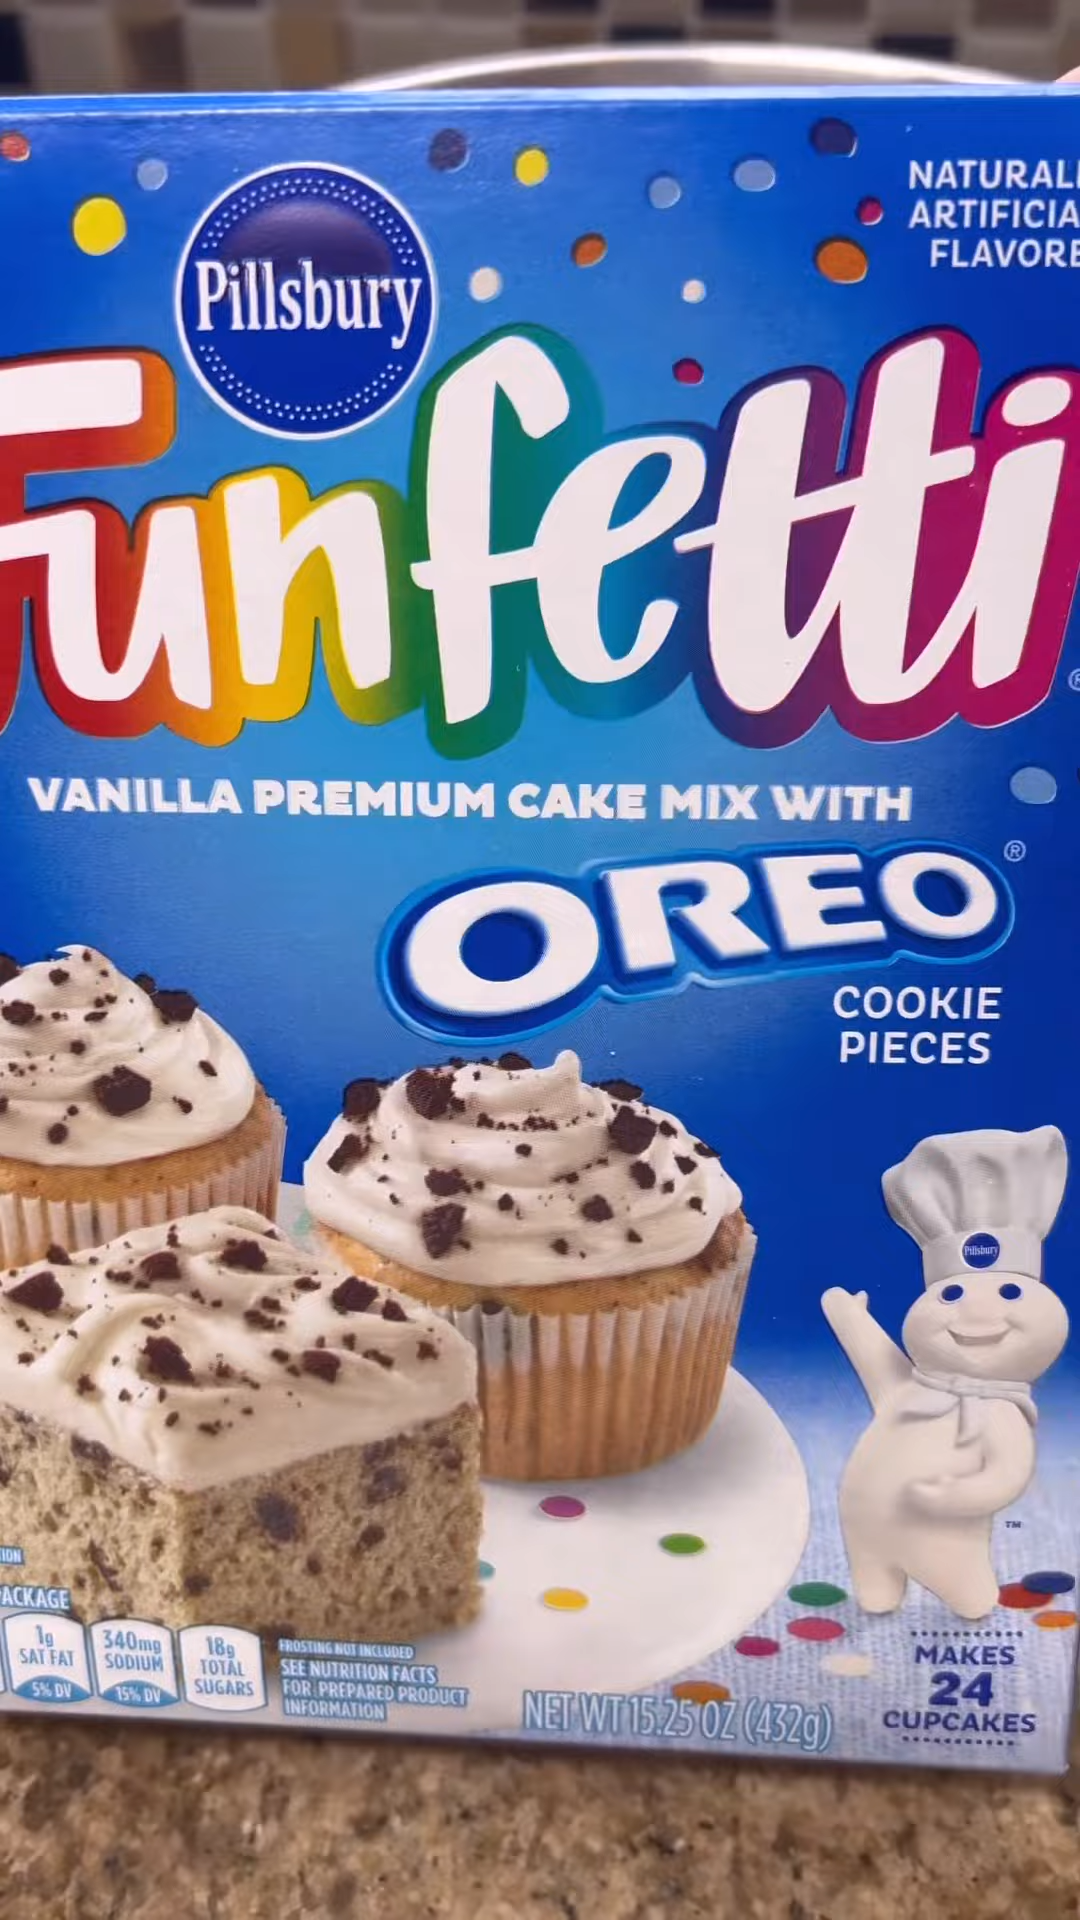 Pillsbury
NATURALL
ARTIFICIA
FLAVORE
Funfetti
®
VANILLA PREMIUM CAKE MIX WITH
OREO®
COOKIE
PIECES
Pillsbury
TM
ION
ACKAGE
1g
SAT FAT
5% DV
340mg
SODIUM
15% DV
18g
TOTAL
SUGARS
FROSTING NOT INCLUDED
SEE NUTRITION FACTS
FOR PREPARED PRODUCT
INFORMATION
NET WT 15.25 OZ (432g)
MAKES
24
CUPCAKES